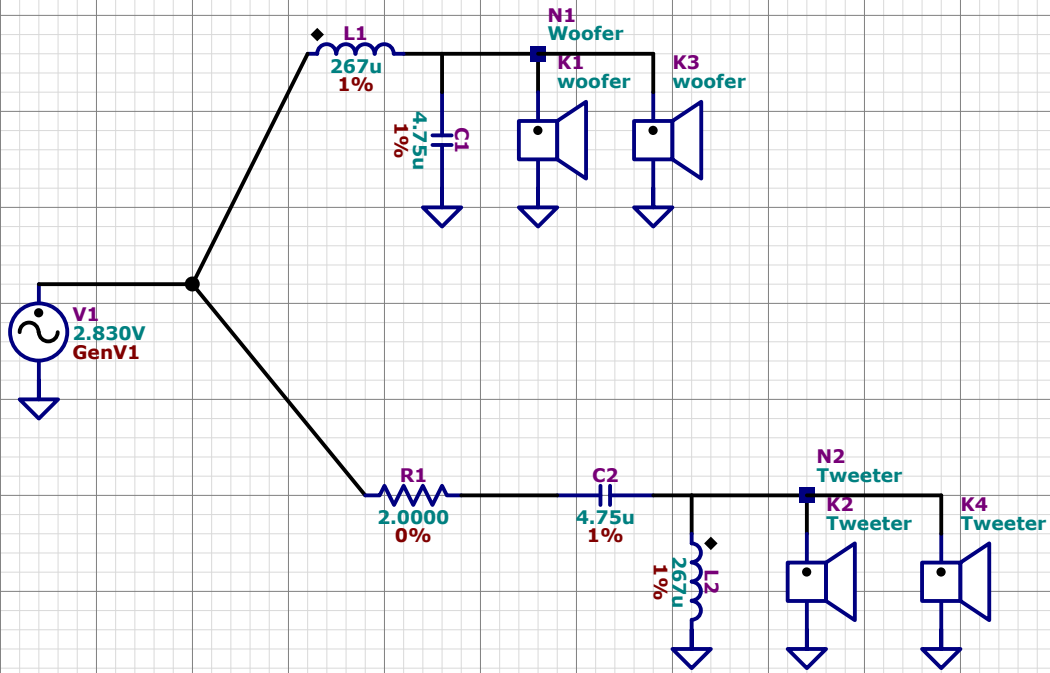 L1
267u
1%
N1
Woofer
K1
woofer
K3
woofer
4.75u
1%
C1
V1
2.830V
GenV1
R1
2.0000
0%
C2
4.75u
1%
N2
Tweeter
K2
Tweeter
K4
Tweeter
267u
1%
L2